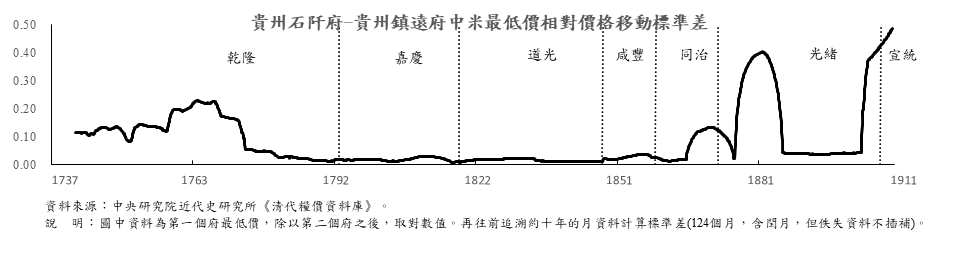 貴州石阡府–貴州鎮遠府中米最低價相對價格移動標準差
0.50
0.40
0.30
0.20
0.10
0.00
乾隆 嘉慶 道光 咸豐 同治 光緒 宣統
1737 1763 1792 1822 1851 1881 1911
資料來源：中央研究院近代史研究所《清代糧價資料庫》。
說　明：圖中資料為第一個府最低價，除以第二個府之後，取對數值。再往前追溯約十年的月資料計算標準差(124個月，含閏月，但佚失資料不插補)。